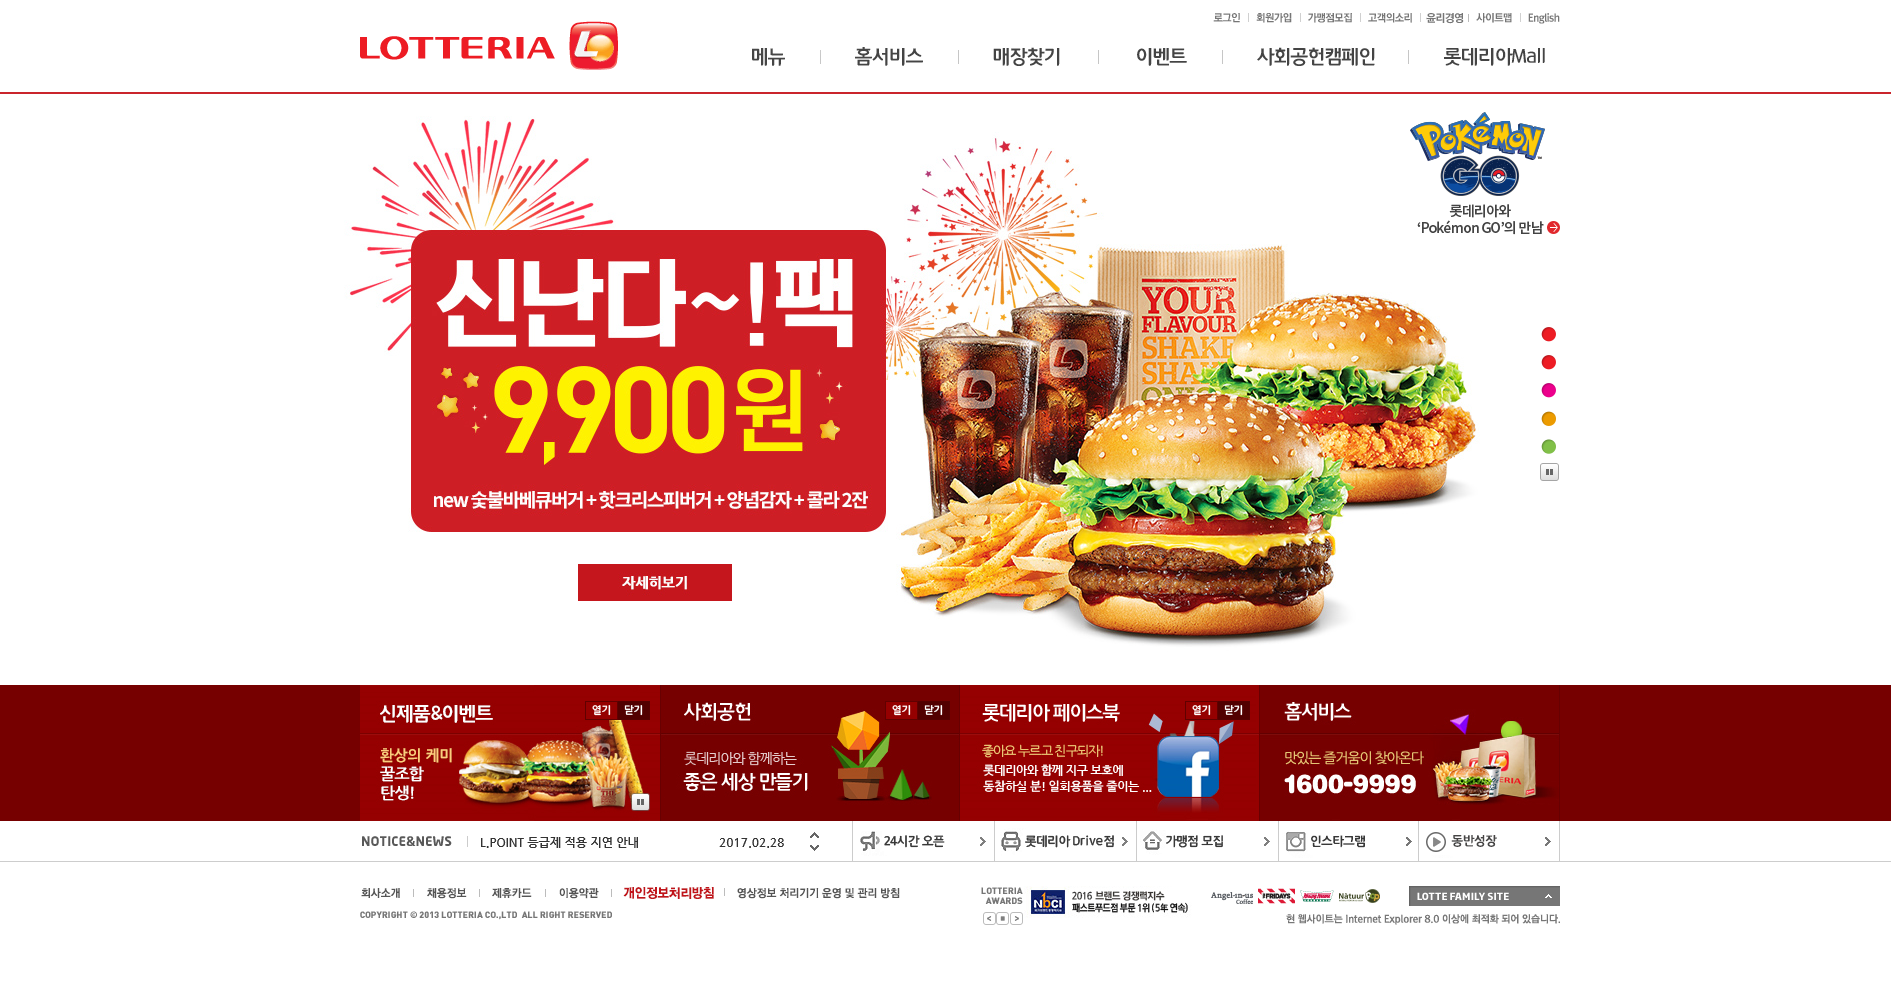 로그인 회원가입 가맹점모집 고객의소리 윤리경영 사이트맵 English
LOTTERIA
메뉴 홈서비스 매장찾기 이벤트 사회공헌캠페인 롯데리아Mall
POKÉMON
GO
롯데리아와
‘Pokémon GO’의 만남
신난다~!팩
9,900원
new 숯불바베큐버거 + 핫크리스피버거 + 양념감자 + 콜라 2잔
자세히보기
YOUR
FLAVOUR
SHAKE
SHA
신제품&이벤트 열기 닫기
환상의 케미
꿀조합
탄생!
사회공헌 열기 닫기
롯데리아와 함께하는
좋은 세상 만들기
롯데리아 페이스북 열기 닫기
좋아요 누르고 친구되자!
롯데리아와 함께 지구 보호에
동참하실 분! 일회용품을 줄이는 ...
홈서비스
맛있는 즐거움이 찾아온다
1600-9999
NOTICE&NEWS L.POINT 등급제 적용 지연 안내 2017.02.28
24시간 오픈 롯데리아 Drive점 가맹점 모집 인스타그램 동반성장
회사소개 채용정보 제휴카드 이용약관 개인정보처리방침 영상정보 처리기기 운영 및 관리 방침
COPYRIGHT © 2013 LOTTERIA CO.,LTD ALL RIGHT RESERVED
LOTTERIA
AWARDS
NBCI
2016 브랜드 경쟁력지수
패스트푸드점 부문 1위 (5년 연속)
Angel-in-us
Coffee
FRIDAYS
Krispy Kreme
Natuur Pop
LOTTE FAMILY SITE
현 웹사이트는 Internet Explorer 8.0 이상에 최적화 되어 있습니다.